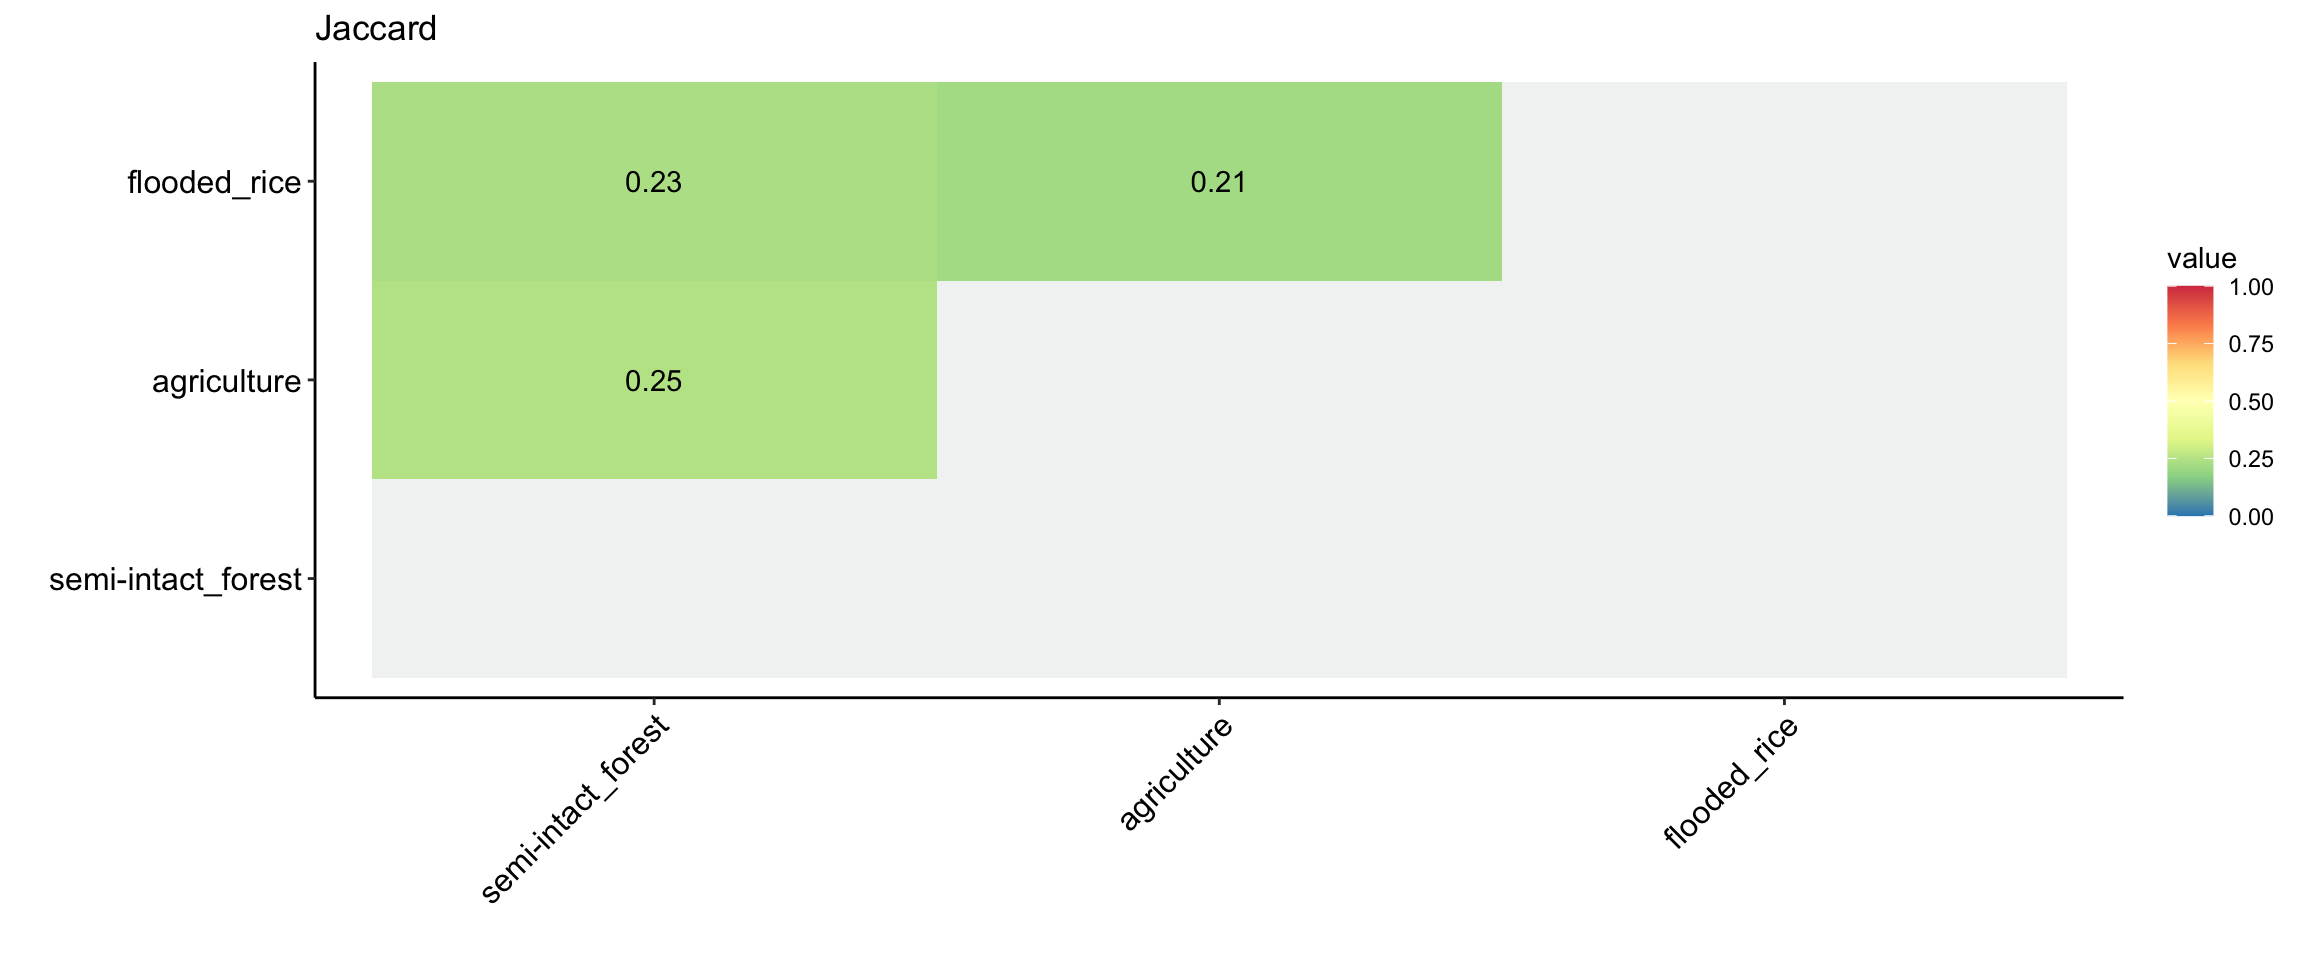 Jaccard
flooded_rice
0.23
0.21
agriculture
0.25
semi-intact_forest
semi-intact_forest
agriculture
flooded_rice
value
1.00
0.75
0.50
0.25
0.00